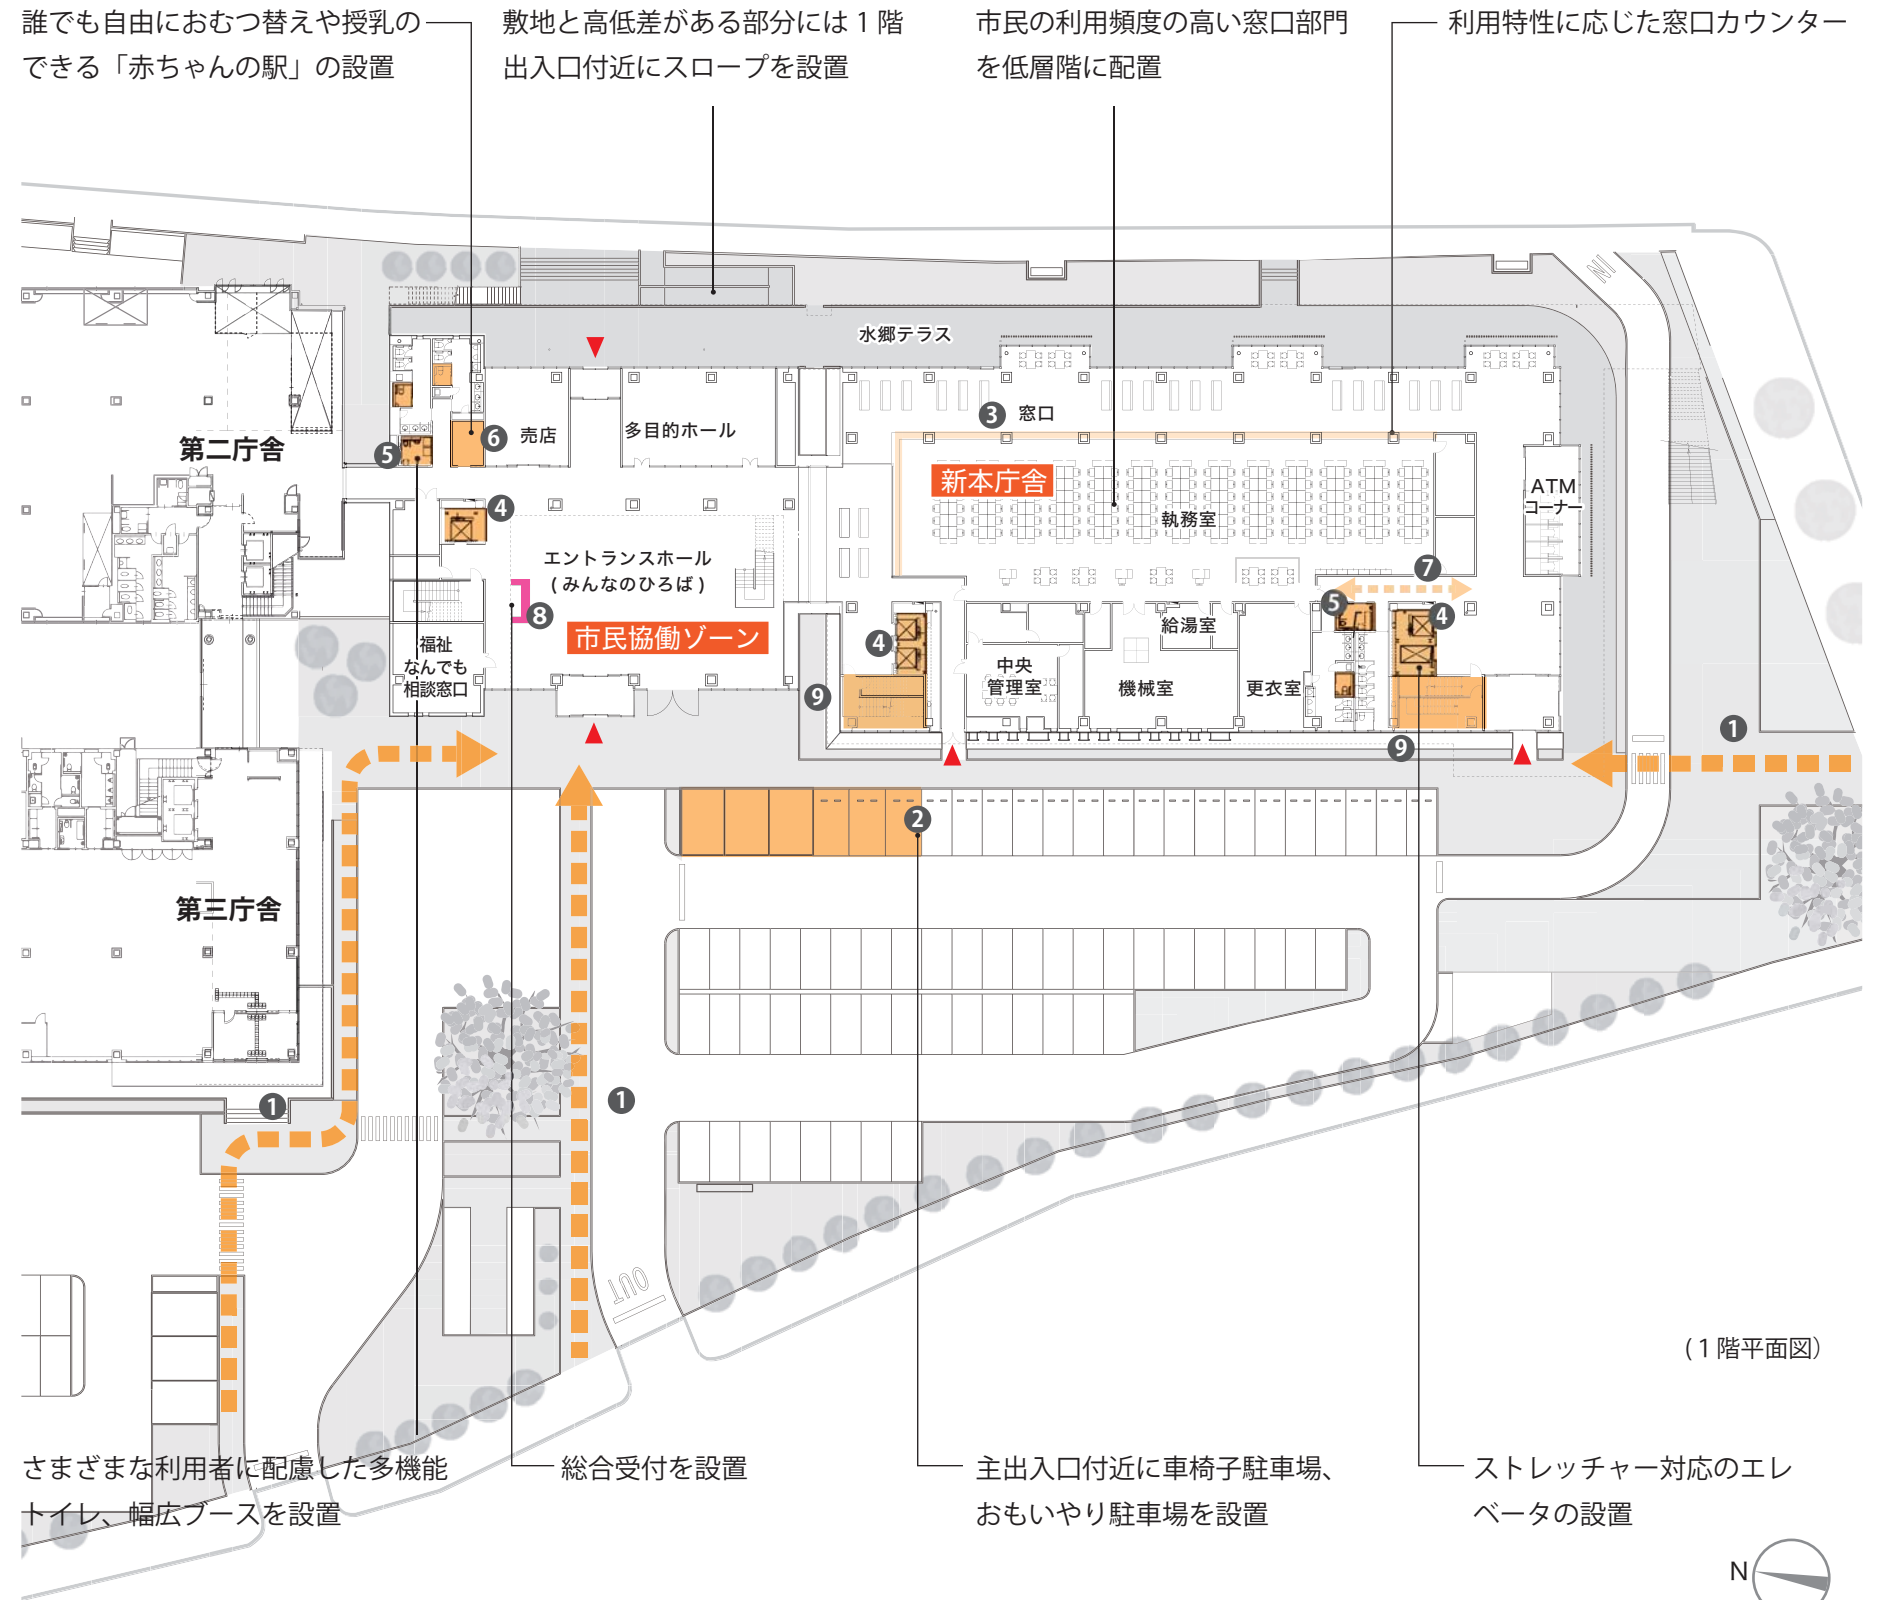 誰でも自由におむつ替えや授乳の
できる「赤ちゃんの駅」の設置
敷地と高低差がある部分には1階
出入口付近にスロープを設置
市民の利用頻度の高い窓口部門
を低層階に配置
利用特性に応じた窓口カウンター
IN
水郷テラス
3
窓口
第二庁舎
5
6
売店
多目的ホール
新本庁舎
執務室
ATM
コーナー
4
エントランスホール
(みんなのひろば)
8
市民協働ゾーン
7
5
4
4
給湯室
福祉
なんでも
相談窓口
中央
管理室
機械室
更衣室
9
9
1
2
第三庁舎
1
1
OUT
(1階平面図)
さまざまな利用者に配慮した多機能
トイレ、幅広ブースを設置
総合受付を設置
主出入口付近に車椅子駐車場、
おもいやり駐車場を設置
ストレッチャー対応のエレ
ベータの設置
N